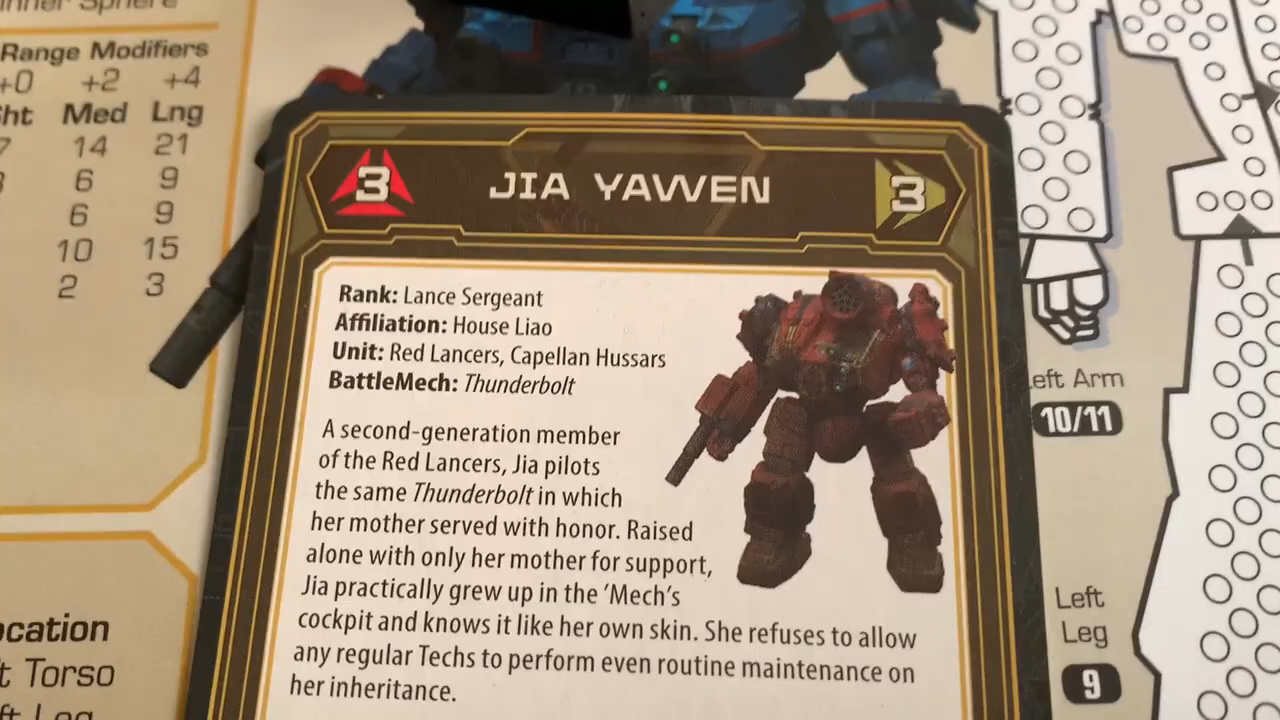 Inner Sphere
Range Modifiers
+0 +2 +4
Med Lng
14 21
6 9
6 9
10 15
2 3
3 JIA YAWEN 3
Rank: Lance Sergeant
Affiliation: House Liao
Unit: Red Lancers, Capellan Hussars
BattleMech: Thunderbolt
A second-generation member
of the Red Lancers, Jia pilots
the same Thunderbolt in which
her mother served with honor. Raised
alone with only her mother for support,
Jia practically grew up in the 'Mech's
cockpit and knows it like her own skin. She refuses to allow
any regular Techs to perform even routine maintenance on
her inheritance.
Left Arm
10/11
Left
Leg
9
Torso